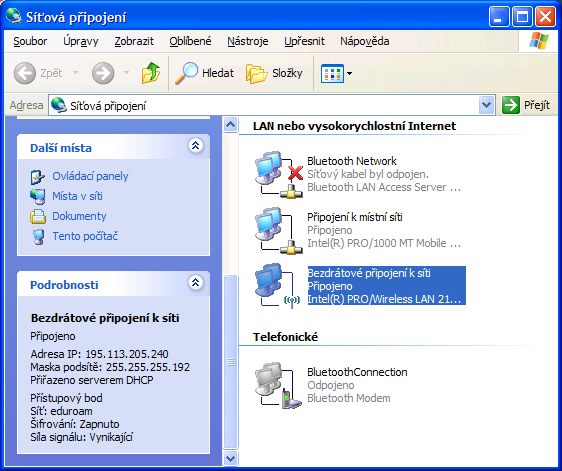 Síťová připojení
Soubor Úpravy Zobrazit Oblíbené Nástroje Upřesnit Nápověda
Zpět Hledat Složky
Adresa Síťová připojení Přejít
Další místa
Ovládací panely
Místa v síti
Dokumenty
Tento počítač
Podrobnosti
Bezdrátové připojení k síti
Připojeno
Adresa IP: 195.113.205.240
Maska podsítě: 255.255.255.192
Přiřazeno serverem DHCP
Přístupový bod
Síť: eduroam
Šifrování: Zapnuto
Síla signálu: Vynikající
LAN nebo vysokorychlostní Internet
Bluetooth Network
Síťový kabel byl odpojen.
Bluetooth LAN Access Server ...
Připojení k místní síti
Připojeno
Intel(R) PRO/1000 MT Mobile ...
Bezdrátové připojení k síti
Připojeno
Intel(R) PRO/Wireless LAN 21...
Telefonické
BluetoothConnection
Odpojeno
Bluetooth Modem